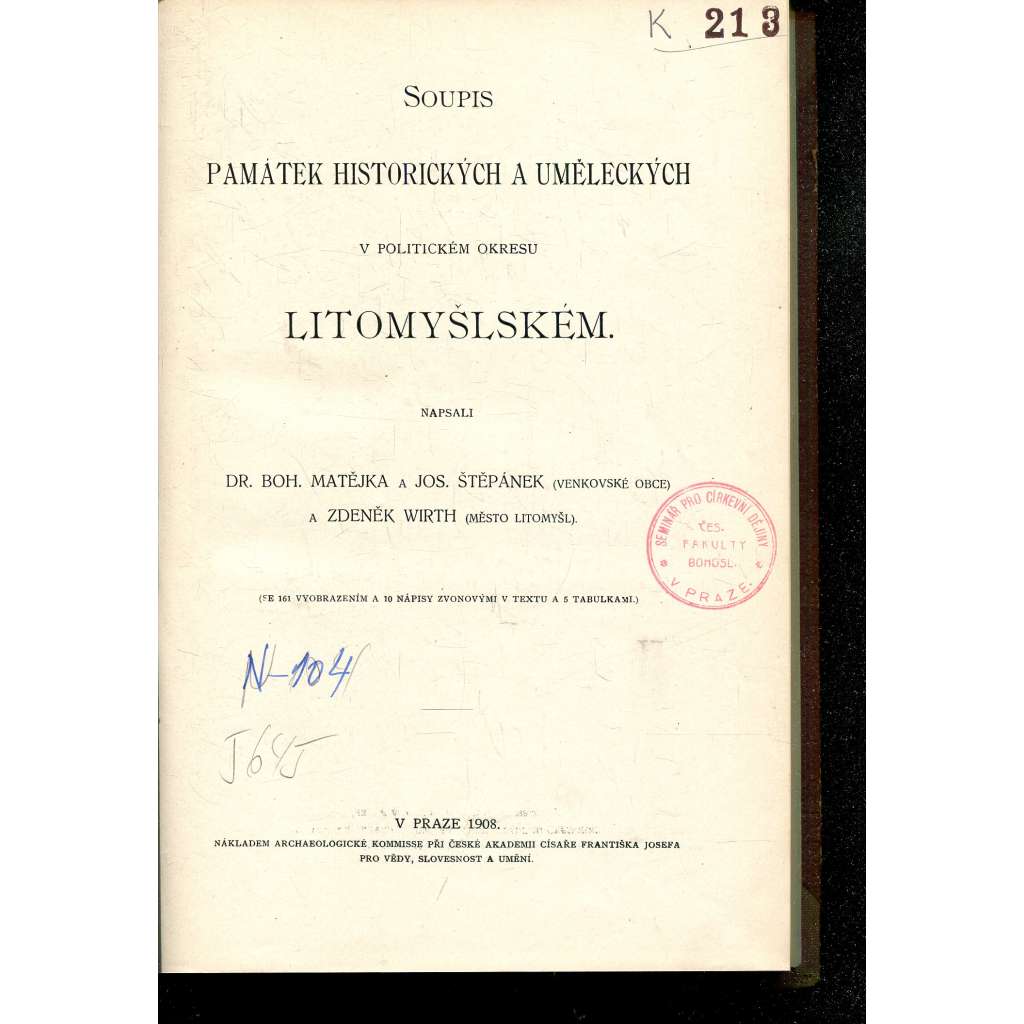 K 213
SOUPIS
PAMÁTEK HISTORICKÝCH A UMĚLECKÝCH
V POLITICKÉM OKRESU
LITOMYŠLSKÉM.
NAPSALI
DR. BOH. MATĚJKA A JOS. ŠTĚPÁNEK (VENKOVSKÉ OBCE)
A ZDENĚK WIRTH (MĚSTO LITOMYŠL).
SEMINÁŘ PRO CÍRKEVNÍ DĚJINY
ČES.
FAKULTY
BOHOSL.
* V PRAZE. *
(SE 161 VYOBRAZENÍM A 10 NÁPISY ZVONOVÝMI V TEXTU A 5 TABULKAMI.)
N-104
V PRAZE 1908.
NÁKLADEM ARCHAEOLOGICKÉ KOMMISSE PŘI ČESKÉ AKADEMII CÍSAŘE FRANTIŠKA JOSEFA
PRO VĚDY, SLOVESNOST A UMĚNÍ.